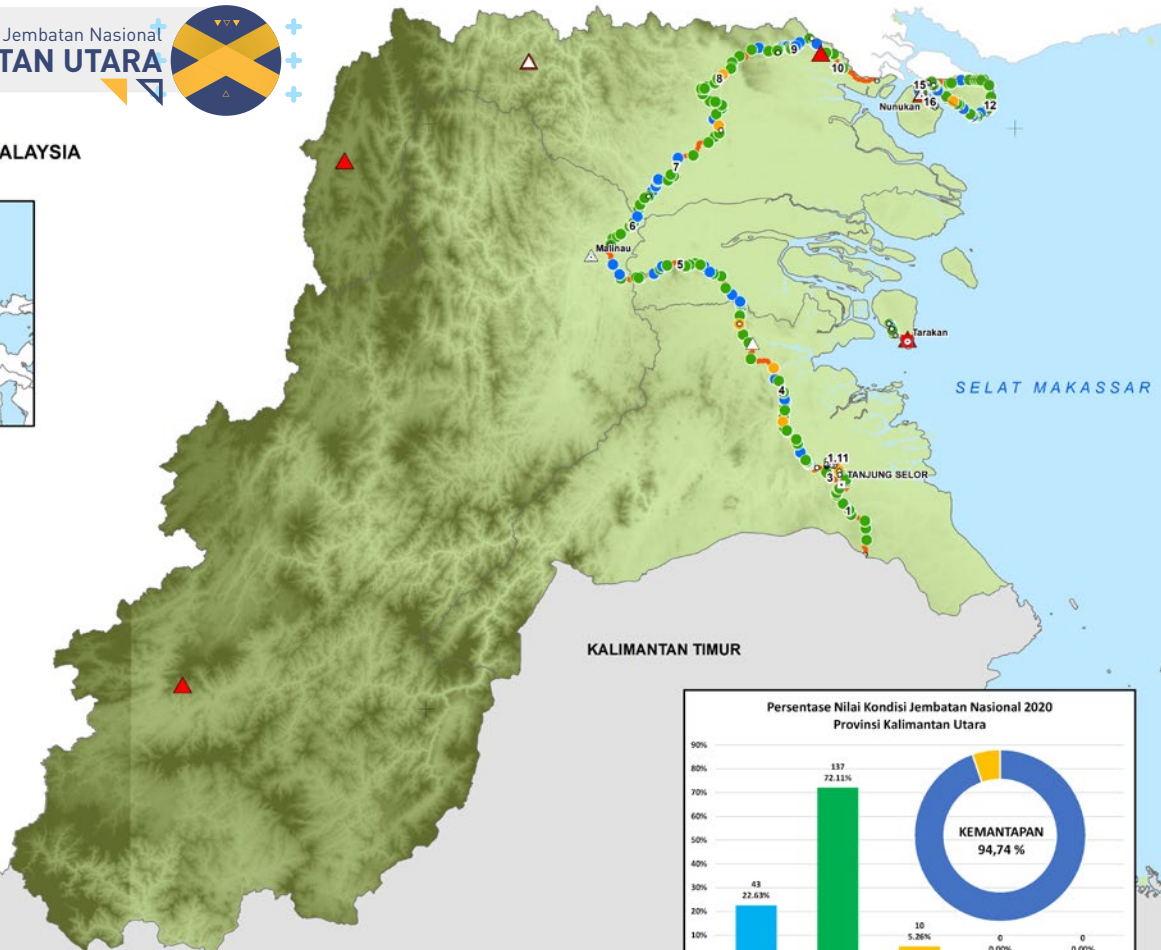 Jembatan Nasional
TAN UTARA
ALAYSIA
9
10
8
15
16
Nunukan
12
7
6
Malinau
5
Tarakan
SELAT MAKASSAR
4
1.11
3
TANJUNG SELOR
1
KALIMANTAN TIMUR
Persentase Nilai Kondisi Jembatan Nasional 2020
Provinsi Kalimantan Utara
90%
80%
70%
60%
50%
40%
30%
20%
10%
43
22.63%
137
72.11%
10
5.26%
0
0.00%
0
0.00%
KEMANTAPAN
94,74 %